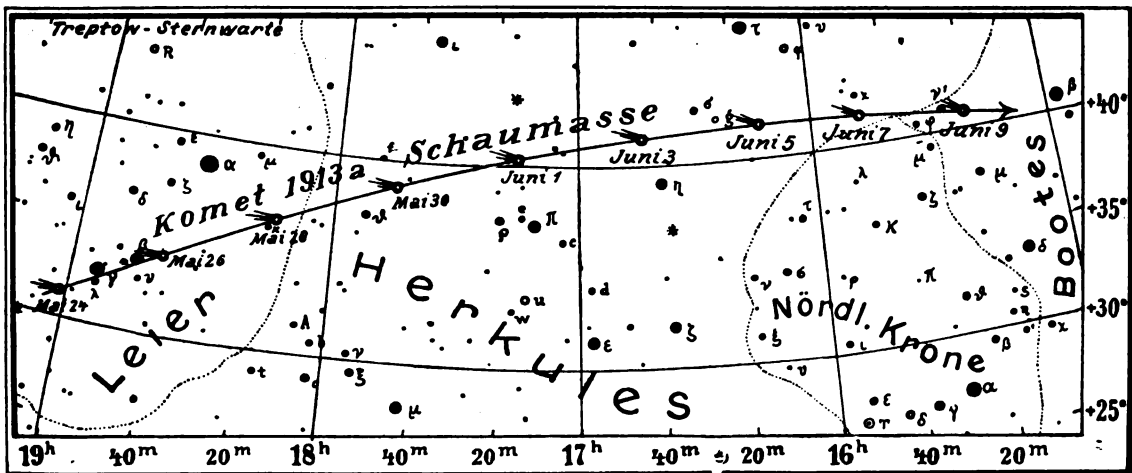 Treptow-Sternwarte
Komet 1913a Schaumasse
Mai 24
Mai 26
Mai 28
Mai 30
Juni 1
Juni 3
Juni 5
Juni 7
Juni 9
Leier
Herkules
Nördl. Krone
Bootes
R
ι
τ
υ
φ
β
+40°
η
ϑ
ε
α
μ
ζ
δ
ι
t
σ
ξ
χ
ν¹
φ
μ
μ
λ
ζ
+35°
β
γ
λ
ν
ϑ
ρ
π
c
η
τ
κ
δ
A
b
ν
ξ
t
c
μ
u
w
d
ε
ζ
ν
σ
ρ
π
ϑ
s
η
ο
χ
+30°
ξ
υ
ι
β
α
ε
τ
δ
γ
+25°
19ʰ 40ᵐ 20ᵐ 18ʰ 40ᵐ 20ᵐ 17ʰ 40ᵐ 20ᵐ 16ʰ 40ᵐ 20ᵐ